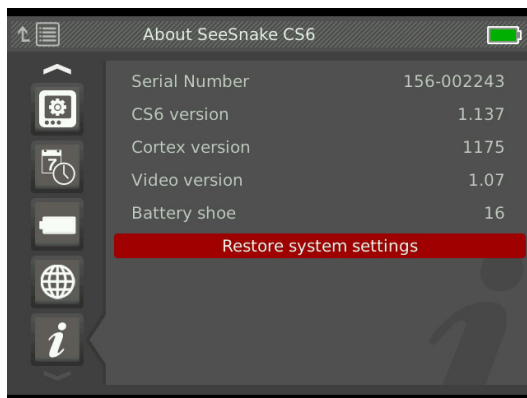 About SeeSnake CS6
Serial Number 156-002243
CS6 version 1.137
7
Cortex version 1175
Video version 1.07
Battery shoe 16
Restore system settings
i